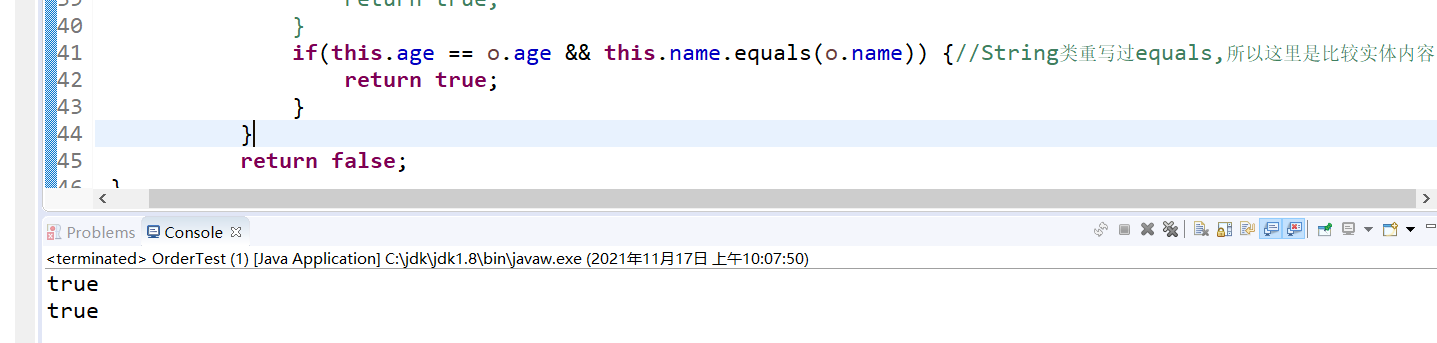 39 return true;
40 }
41 if(this.age == o.age && this.name.equals(o.name)) {//String类重写过equals,所以这里是比较实体内容
42 return true;
43 }
44 }
45 return false;
46 }
Problems Console
<terminated> OrderTest (1) [Java Application] C:\jdk\jdk1.8\bin\javaw.exe (2021年11月17日 上午10:07:50)
true
true